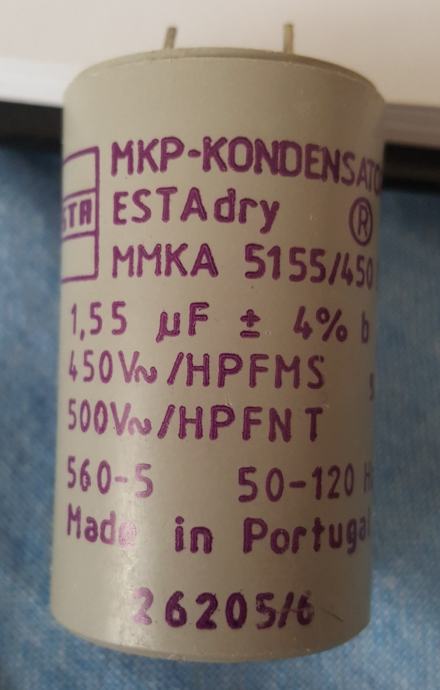 MKP-KONDENSATO
STA
ESTAdry ®
MMKA 5155/450
1,55 µF ± 4% b
450V~/HPFMS
500V~/HPFNT
560-5 50-120 H
Made in Portugal
26205/6